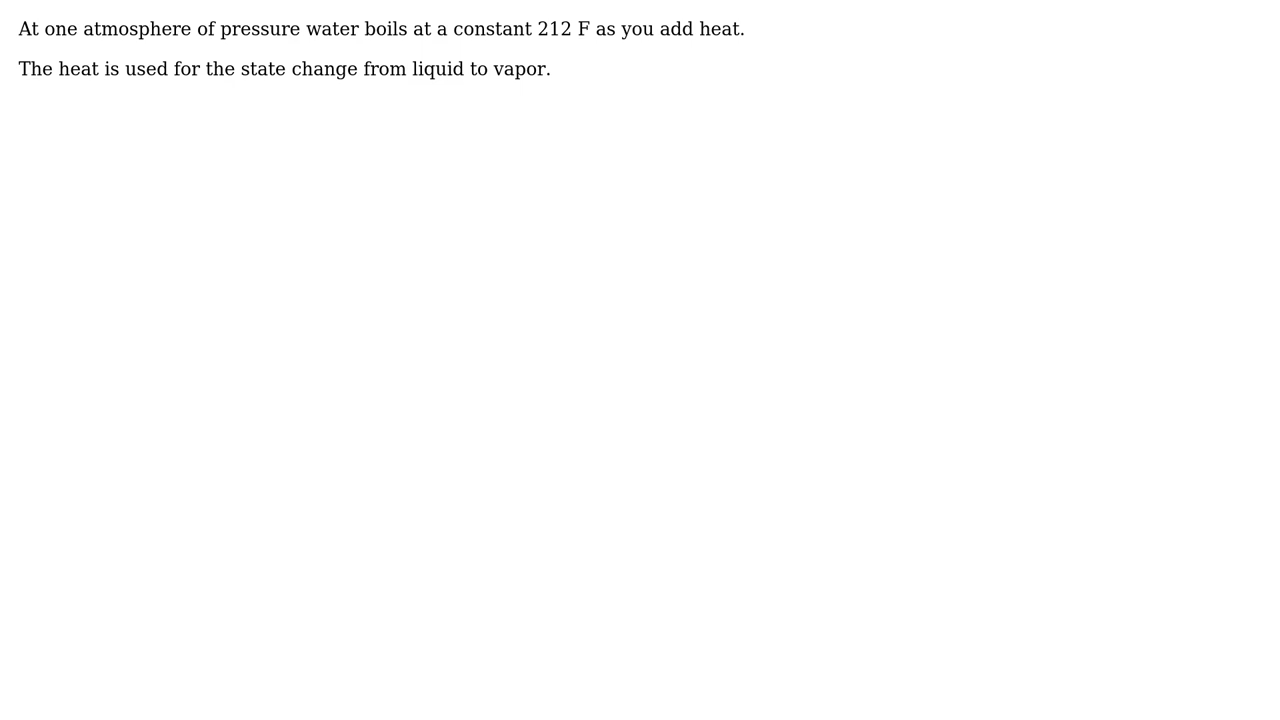 At one atmosphere of pressure water boils at a constant 212 F as you add heat.
The heat is used for the state change from liquid to vapor.